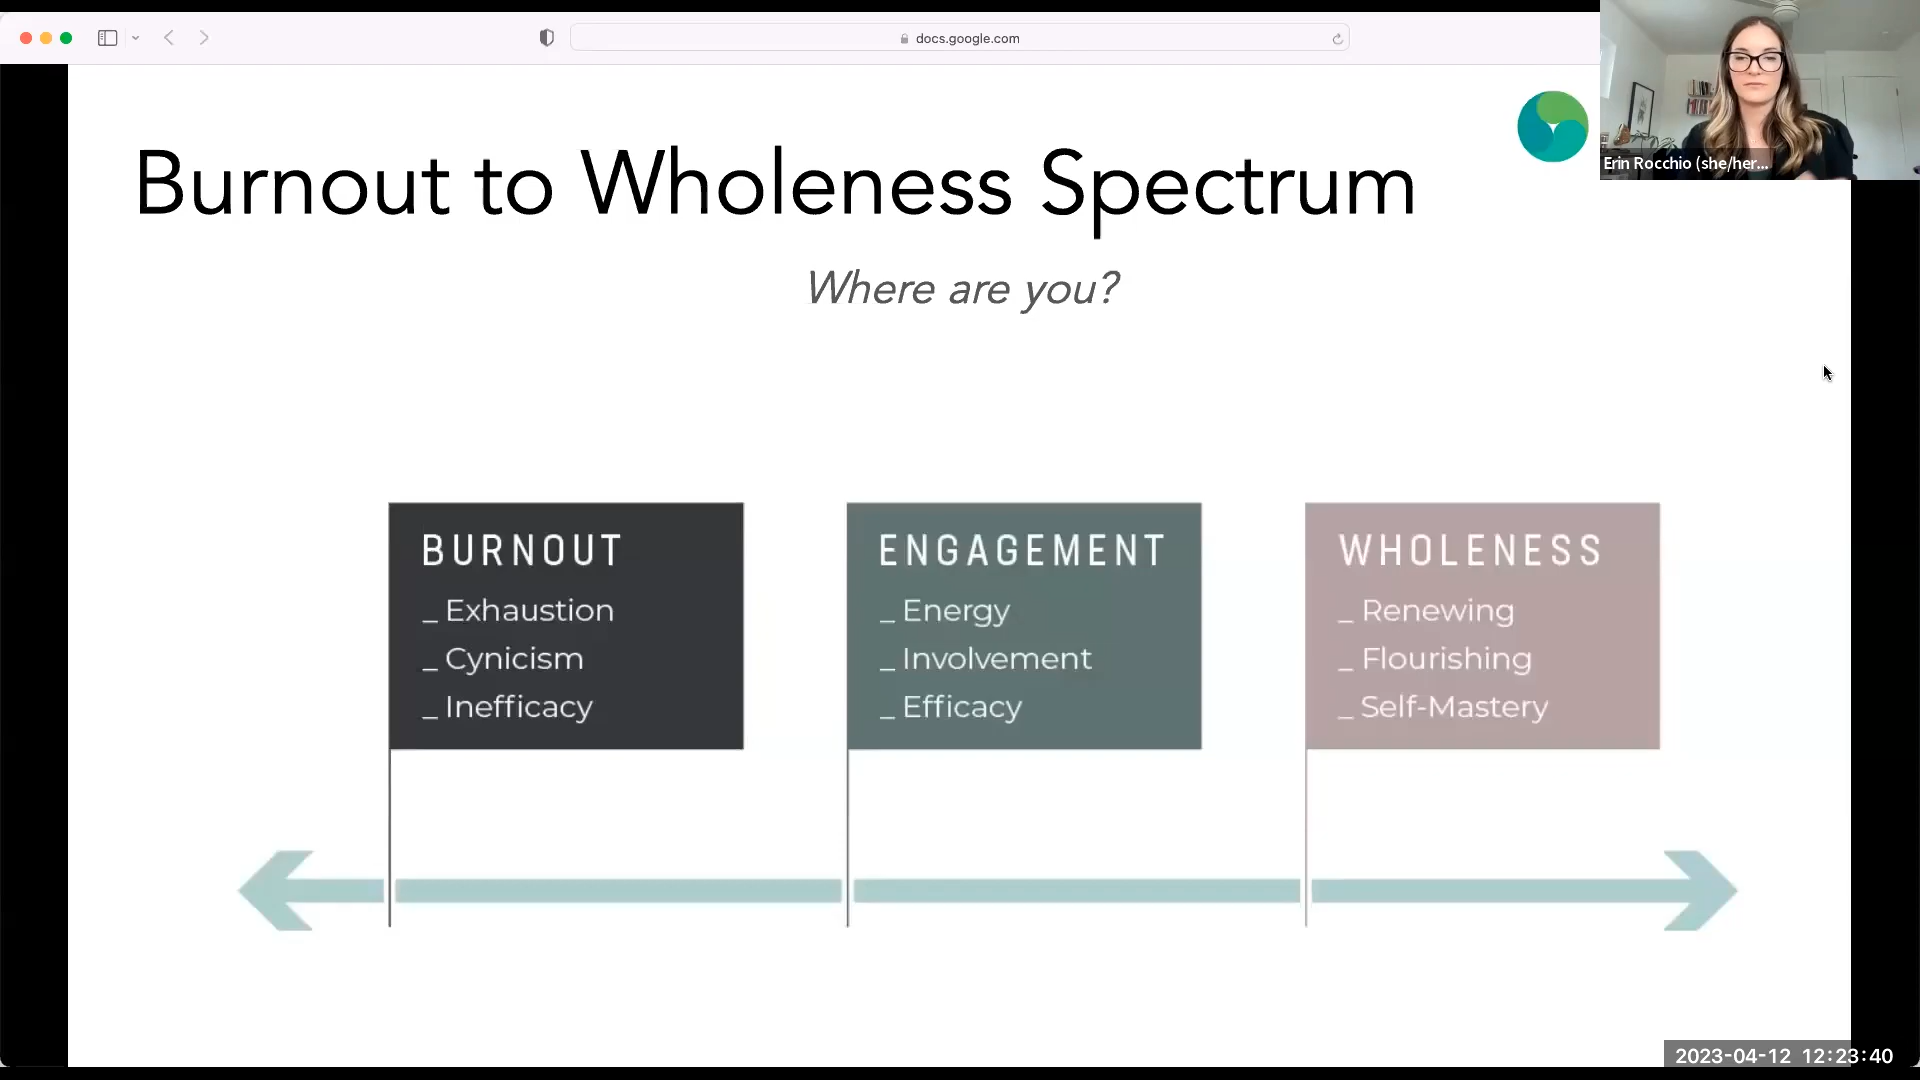 docs.google.com
Erin Rocchio (she/her...
Burnout to Wholeness Spectrum
Where are you?
BURNOUT
_ Exhaustion
_ Cynicism
_ Inefficacy
ENGAGEMENT
_ Energy
_ Involvement
_ Efficacy
WHOLENESS
_ Renewing
_ Flourishing
_ Self-Mastery
2023-04-12 12:23:40